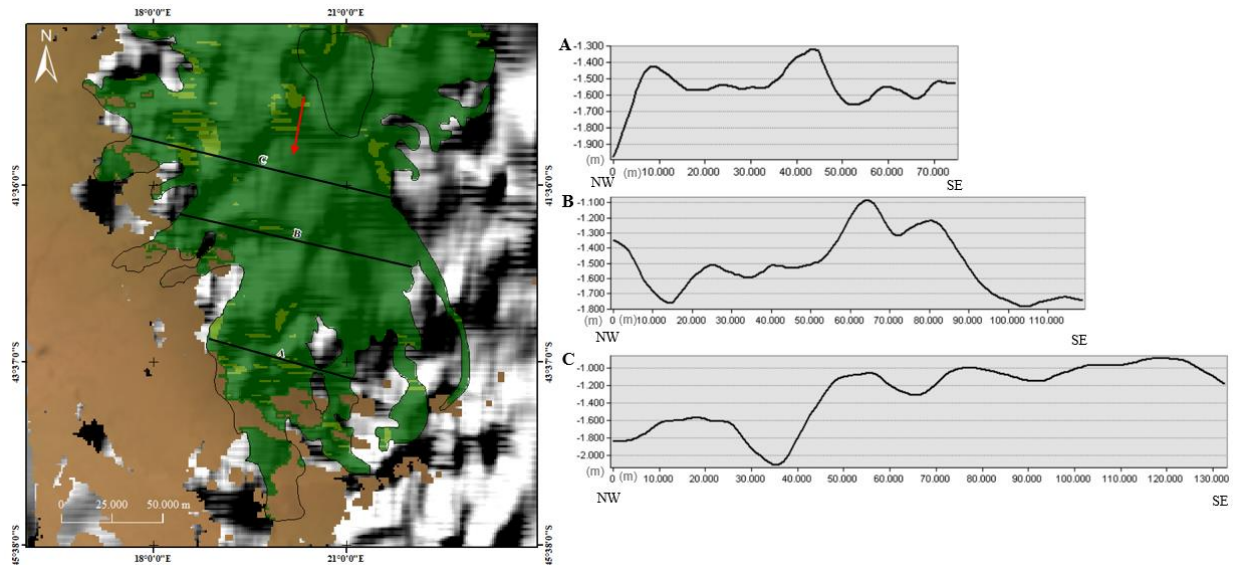 18°0'0"E
21°0'0"E
N
41°36'0"S
C
41°36'0"S
B
A
43°37'0"S
43°37'0"S
0 25.000 50.000 m
45°38'0"S
45°38'0"S
18°0'0"E
21°0'0"E
A
-1.300
-1.400
-1.500
-1.600
-1.700
-1.800
-1.900
(m)
(m) 0 10.000 20.000 30.000 40.000 50.000 60.000 70.000
NW
SE
B
-1.100
-1.200
-1.300
-1.400
-1.500
-1.600
-1.700
-1.800
(m)
(m) 0 10.000 20.000 30.000 40.000 50.000 60.000 70.000 80.000 90.000 100.000 110.000
NW
SE
C
-1.000
-1.200
-1.400
-1.600
-1.800
-2.000
(m) (m)
0 10.000 20.000 30.000 40.000 50.000 60.000 70.000 80.000 90.000 100.000 110.000 120.000 130.000
NW
SE